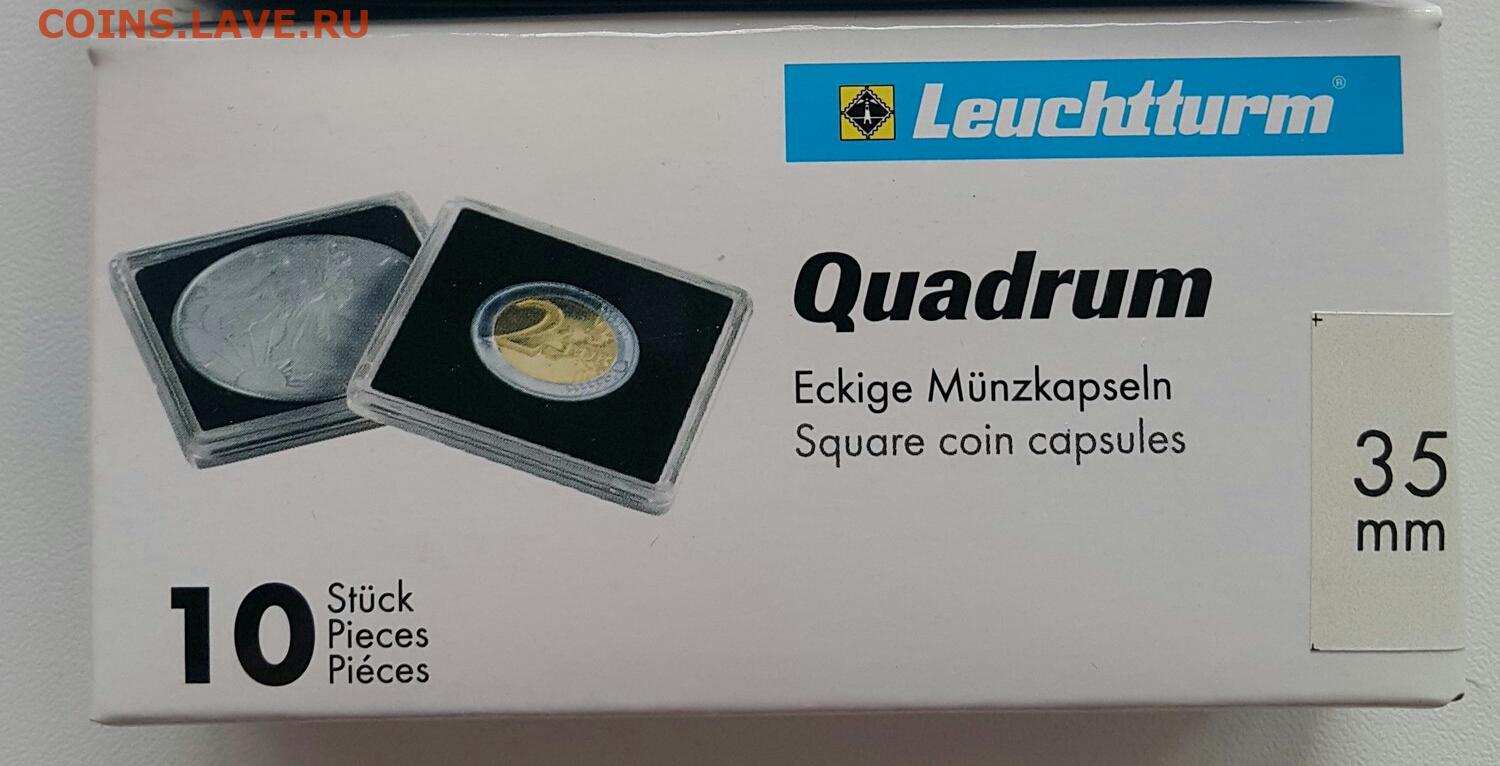 COINS.LAVE.RU
Leuchtturm®
Quadrum
Eckige Münzkapseln
Square coin capsules
35
mm
10
Stück
Pieces
Piéces